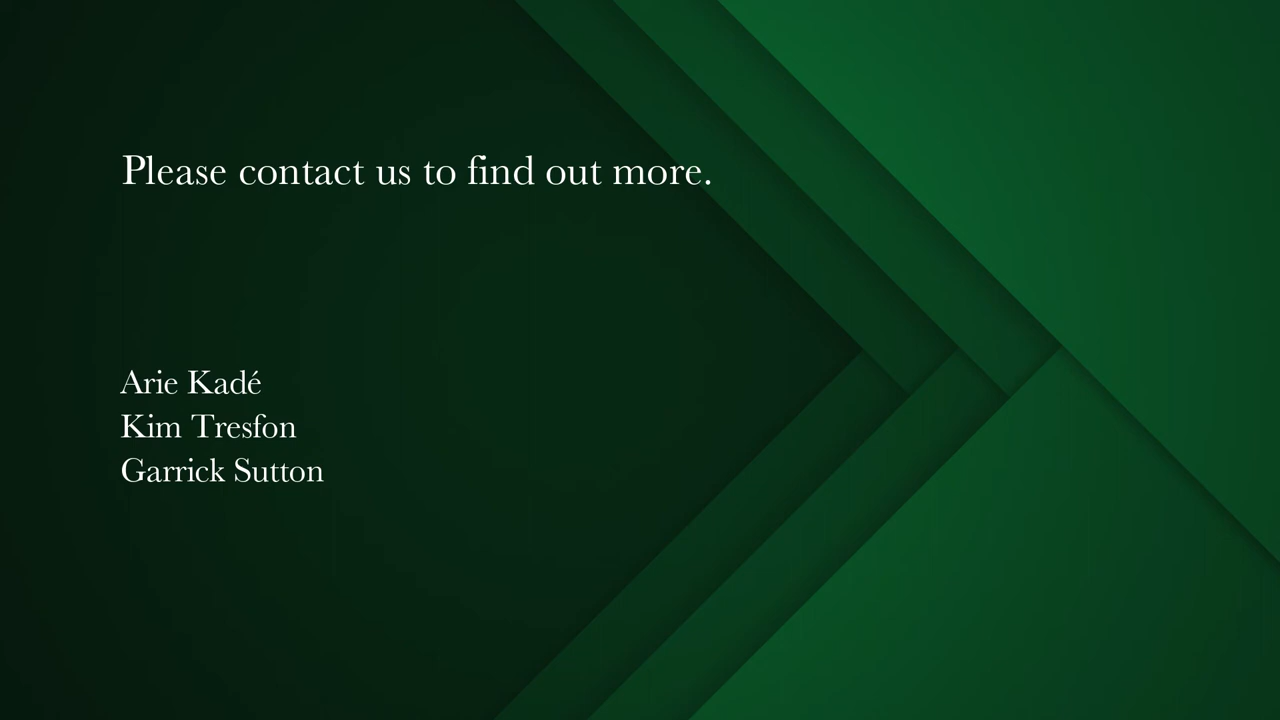 Please contact us to find out more.
Arie Kadé
Kim Tresfon
Garrick Sutton